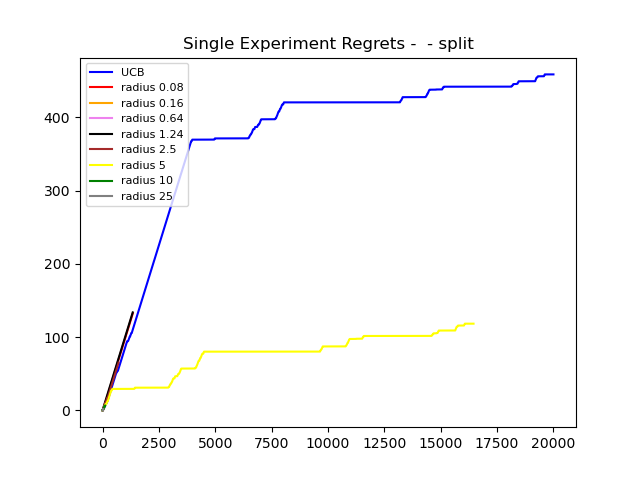 Single Experiment Regrets -  - split
UCB
radius 0.08
radius 0.16
radius 0.64
radius 1.24
radius 2.5
radius 5
radius 10
radius 25
400
300
200
100
0
0 2500 5000 7500 10000 12500 15000 17500 20000